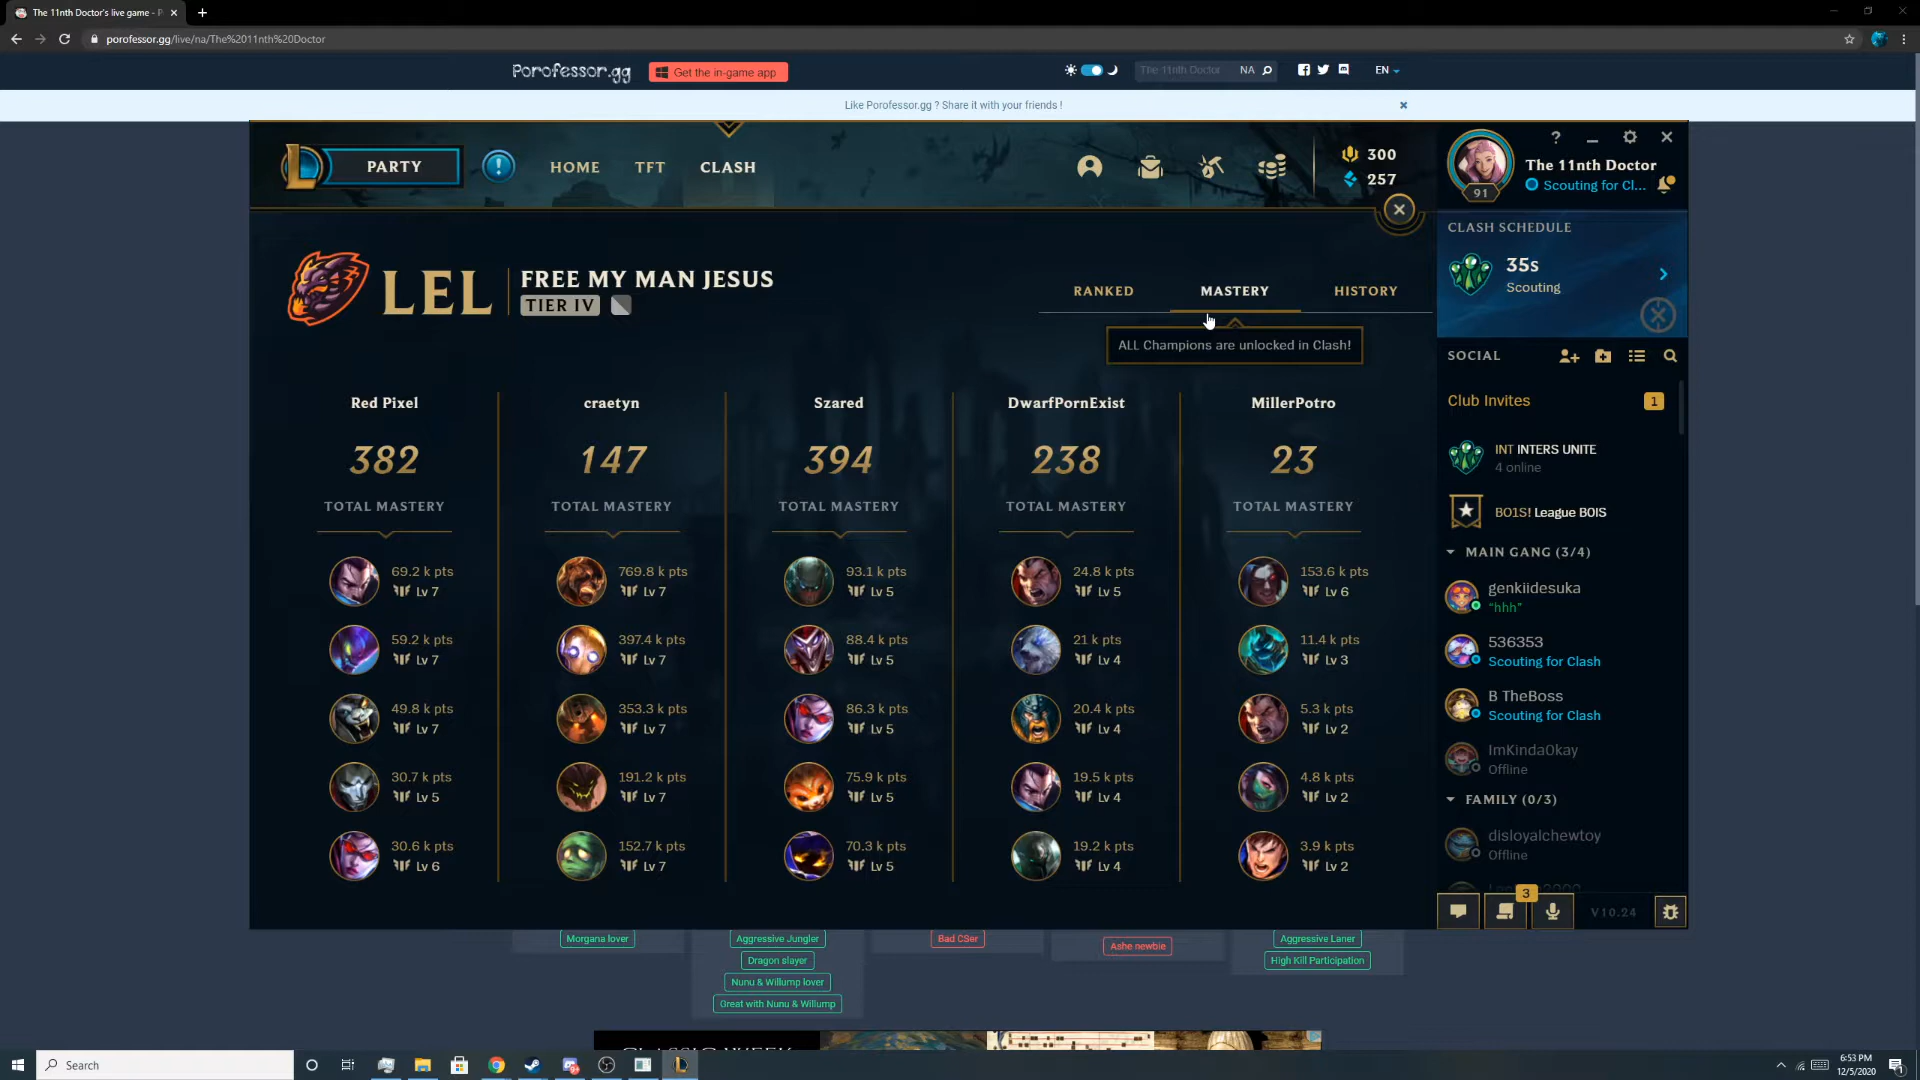 The 11nth Doctor's live game - P
porofessor.gg/live/na/The%2011nth%20Doctor
Porofessor.gg
Get the in-game app
The 11nth Doctor
NA
EN
Like Porofessor.gg ? Share it with your friends !
PARTY
HOME
TFT
CLASH
300
257
The 11nth Doctor
Scouting for Cl...
91
LEL
FREE MY MAN JESUS
TIER IV
RANKED
MASTERY
HISTORY
ALL Champions are unlocked in Clash!
CLASH SCHEDULE
35s
Scouting
SOCIAL
Club Invites
1
INT INTERS UNITE
4 online
BO1S! League BOIS
MAIN GANG (3/4)
genkiidesuka
"hhh"
536353
Scouting for Clash
B TheBoss
Scouting for Clash
ImKindaOkay
Offline
FAMILY (0/3)
disloyalchewtoy
Offline
3
V10.24
Red Pixel
382
TOTAL MASTERY
69.2 k pts
Lv 7
59.2 k pts
Lv 7
49.8 k pts
Lv 7
30.7 k pts
Lv 5
30.6 k pts
Lv 6
craetyn
147
TOTAL MASTERY
769.8 k pts
Lv 7
397.4 k pts
Lv 7
353.3 k pts
Lv 7
191.2 k pts
Lv 7
152.7 k pts
Lv 7
Szared
394
TOTAL MASTERY
93.1 k pts
Lv 5
88.4 k pts
Lv 5
86.3 k pts
Lv 5
75.9 k pts
Lv 5
70.3 k pts
Lv 5
DwarfPornExist
238
TOTAL MASTERY
24.8 k pts
Lv 5
21 k pts
Lv 4
20.4 k pts
Lv 4
19.5 k pts
Lv 4
19.2 k pts
Lv 4
MillerPotro
23
TOTAL MASTERY
153.6 k pts
Lv 6
11.4 k pts
Lv 3
5.3 k pts
Lv 2
4.8 k pts
Lv 2
3.9 k pts
Lv 2
Morgana lover
Aggressive Jungler
Dragon slayer
Nunu & Willump lover
Great with Nunu & Willump
Bad CSer
Ashe newbie
Aggressive Laner
High Kill Participation
Search
6:53 PM
12/5/2020